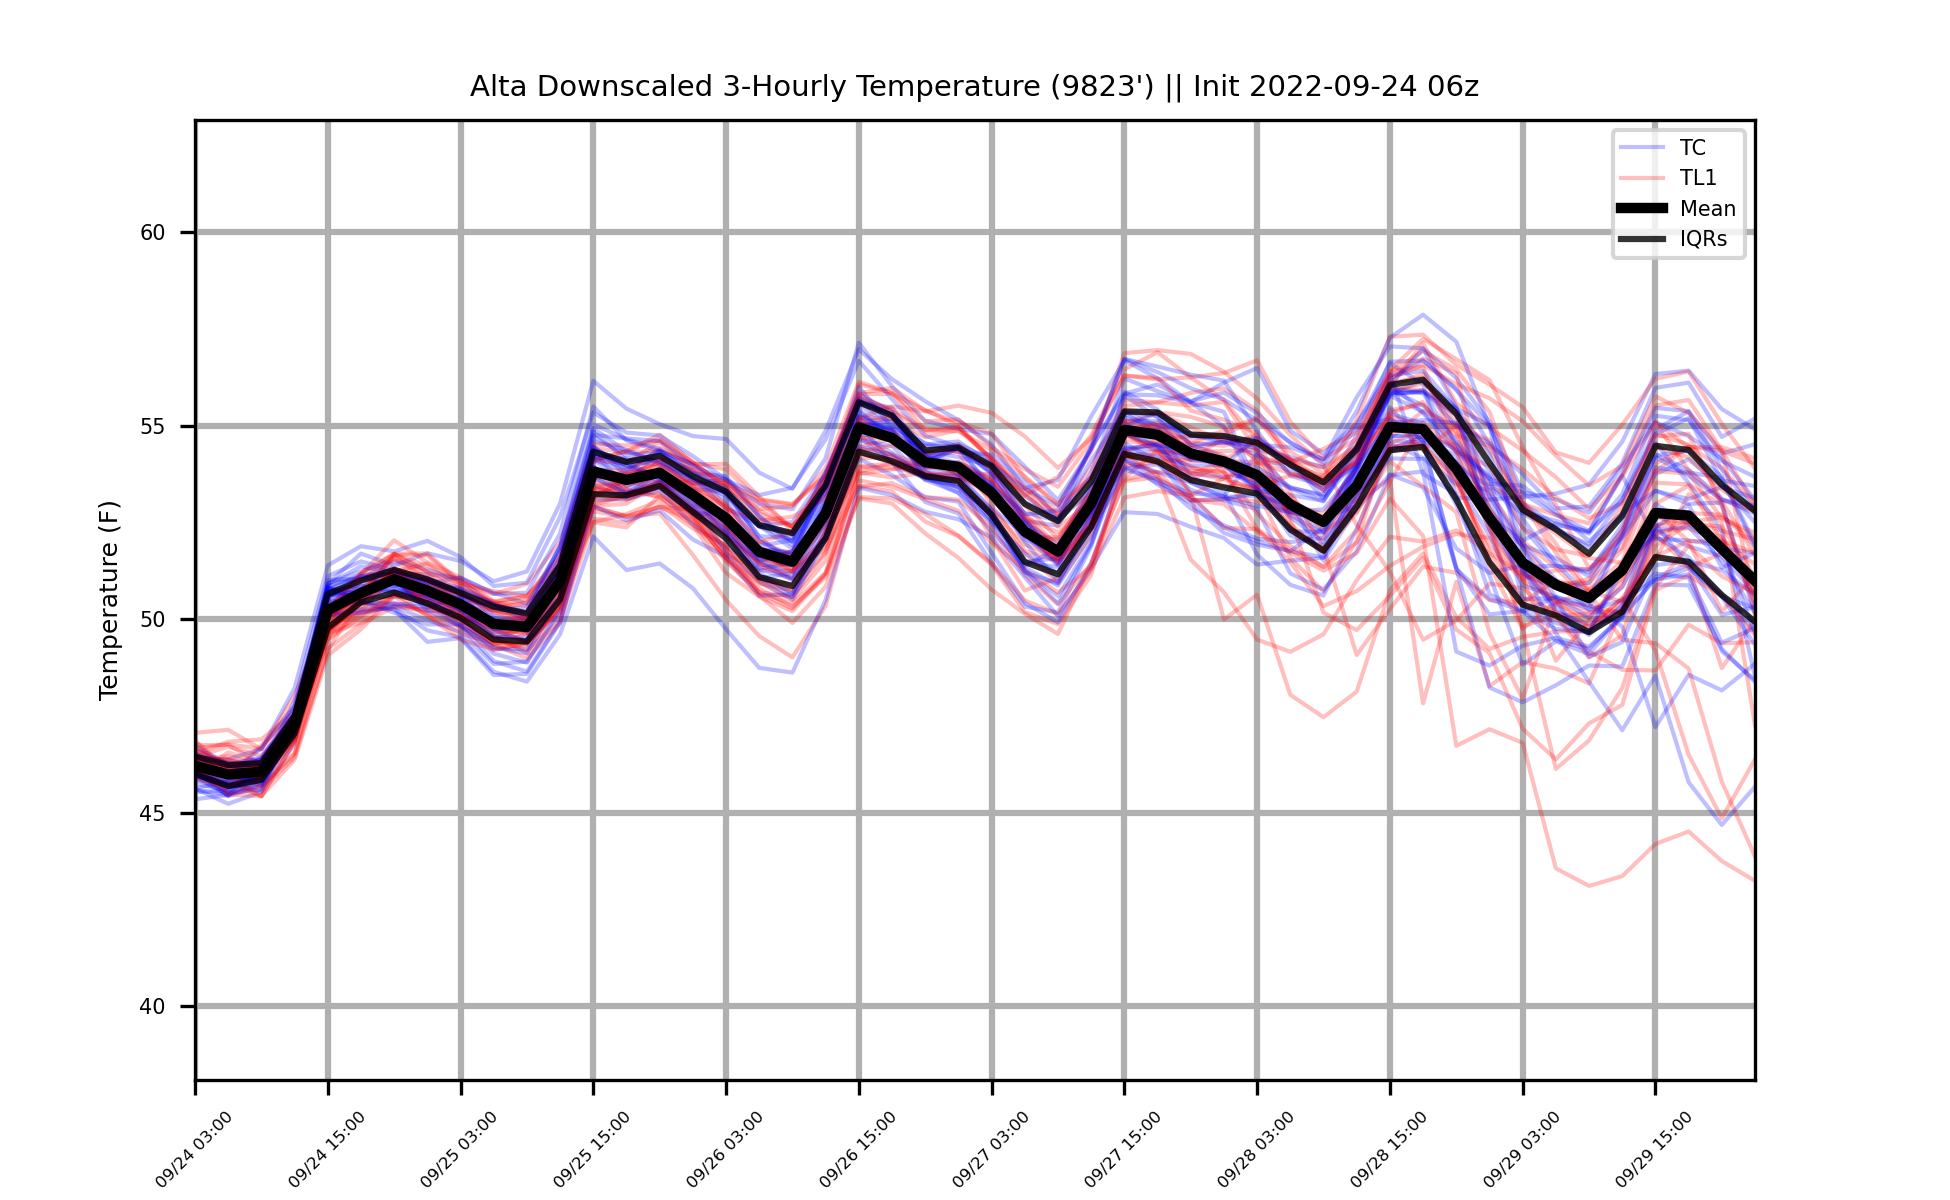 Alta Downscaled 3-Hourly Temperature (9823') || Init 2022-09-24 06z
TC
TL1
Mean
IQRs
Temperature (F)
60
55
50
45
40
09/24 03:00
09/24 15:00
09/25 03:00
09/25 15:00
09/26 03:00
09/26 15:00
09/27 03:00
09/27 15:00
09/28 03:00
09/28 15:00
09/29 03:00
09/29 15:00